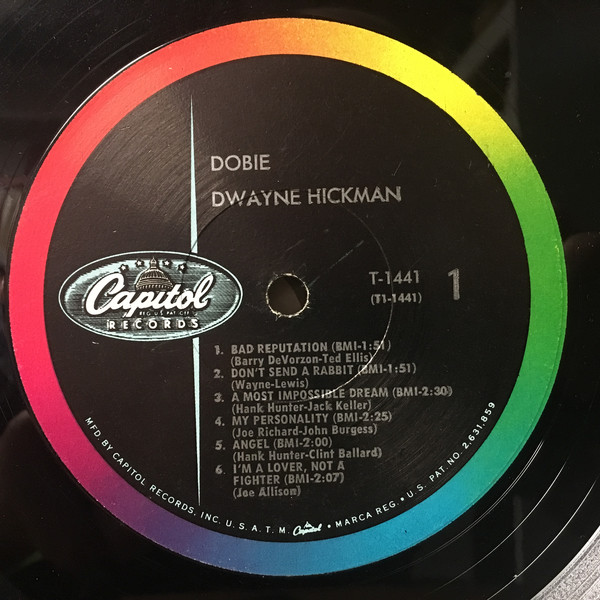 DOBIE
DWAYNE HICKMAN
T-1441
(T1-1441)
1
Capitol
REG. U.S. PAT. OFF.
RECORDS
1. BAD REPUTATION (BMI-1:51)
(Barry DeVorzon-Ted Ellis)
2. DON'T SEND A RABBIT (BMI-1:51)
(Wayne-Lewis)
3. A MOST IMPOSSIBLE DREAM (BMI-2:30)
(Hank Hunter-Jack Keller)
4. MY PERSONALITY (BMI-2:25)
(Joe Richard-John Burgess)
5. ANGEL (BMI-2:00)
(Hank Hunter-Clint Ballard)
6. I'M A LOVER, NOT A
FIGHTER (BMI-2:07)
(Joe Allison)
MFD. BY CAPITOL RECORDS, INC. U.S.A. T.M. Capitol • MARCA REG. • U.S. PAT. NO. 2,631,859